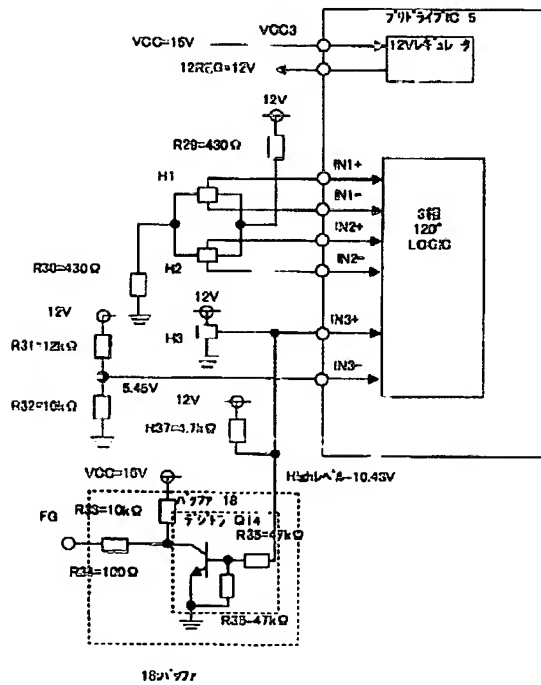 プリドライブIC 5
VCC=15V
VCC3
12Vレギュレータ
12REG=12V
12V
R29=430Ω
H1
IN1+
IN1-
IN2+
IN2-
3相
120°
LOGIC
H2
R30=430Ω
12V
12V
R31=12kΩ
H3
IN3+
IN3-
5.45V
R32=10kΩ
12V
R37=4.7kΩ
Highレベル=10.43V
VCC=15V
バッファ 18
R33=10kΩ
デジトラ Q14
FG
R35=47kΩ
R34=100Ω
R36=47kΩ
18バッファ